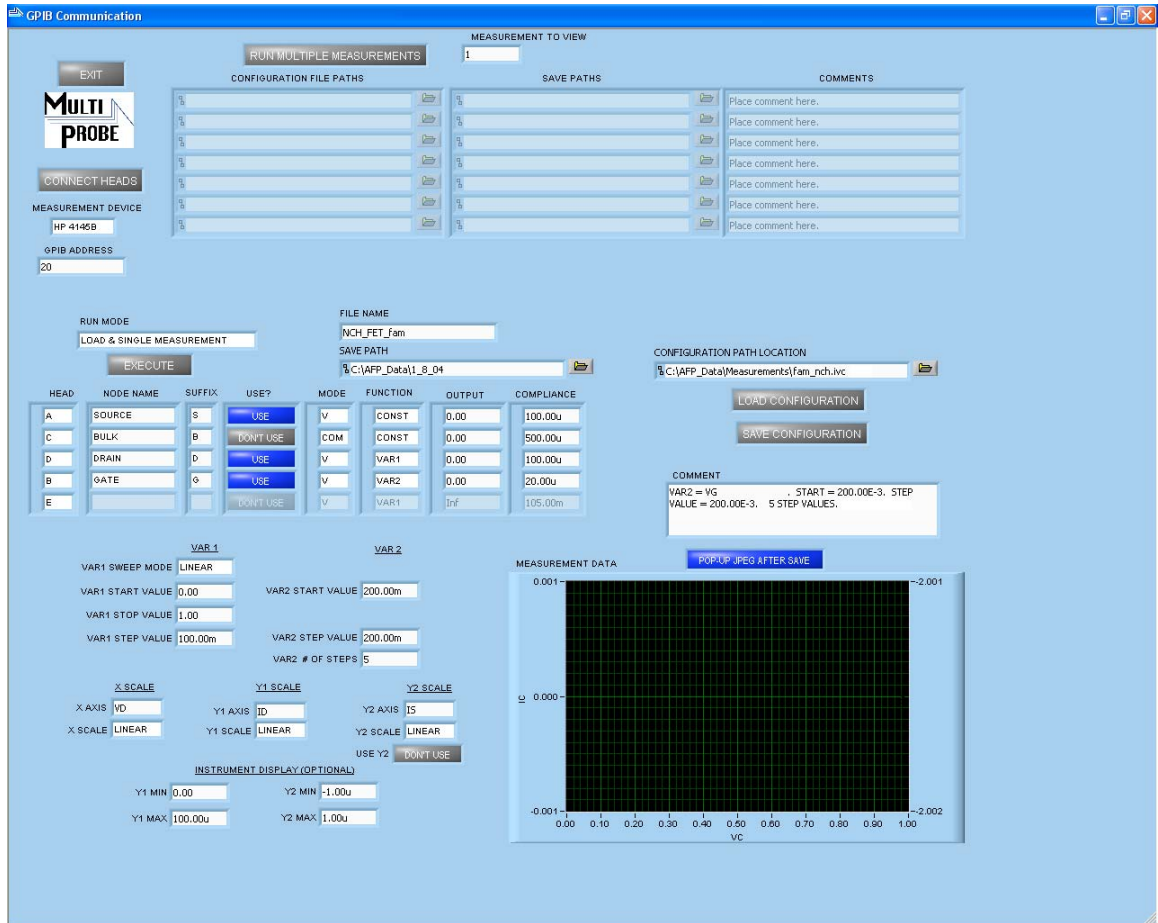 GPIB Communication
MEASUREMENT TO VIEW
RUN MULTIPLE MEASUREMENTS
1
EXIT
CONFIGURATION FILE PATHS
SAVE PATHS
COMMENTS
MULTI
PROBE
Place comment here.
Place comment here.
Place comment here.
Place comment here.
Place comment here.
Place comment here.
Place comment here.
CONNECT HEADS
MEASUREMENT DEVICE
HP 4145B
GPIB ADDRESS
20
RUN MODE
LOAD & SINGLE MEASUREMENT
EXECUTE
FILE NAME
NCH_FET_fam
SAVE PATH
C:\AFP_Data\1_8_04
CONFIGURATION PATH LOCATION
C:\AFP_Data\Measurements\fam_nch.ivc
LOAD CONFIGURATION
SAVE CONFIGURATION
HEAD NODE NAME SUFFIX USE? MODE FUNCTION OUTPUT COMPLIANCE
A SOURCE S USE V CONST 0.00 100.00u
C BULK B DON'T USE COM CONST 0.00 500.00u
D DRAIN D USE V VAR1 0.00 100.00u
B GATE G USE V VAR2 0.00 20.00u
E DON'T USE V VAR1 Inf 105.00m
COMMENT
VAR2 = VG . START = 200.00E-3. STEP
VALUE = 200.00E-3. 5 STEP VALUES.
VAR 1
VAR1 SWEEP MODE LINEAR
VAR1 START VALUE 0.00
VAR1 STOP VALUE 1.00
VAR1 STEP VALUE 100.00m
VAR 2
VAR2 START VALUE 200.00m
VAR2 STEP VALUE 200.00m
VAR2 # OF STEPS 5
X SCALE
X AXIS VD
X SCALE LINEAR
Y1 SCALE
Y1 AXIS ID
Y1 SCALE LINEAR
Y2 SCALE
Y2 AXIS IS
Y2 SCALE LINEAR
USE Y2 DON'T USE
INSTRUMENT DISPLAY (OPTIONAL)
Y1 MIN 0.00
Y2 MIN -1.00u
Y1 MAX 100.00u
Y2 MAX 1.00u
MEASUREMENT DATA
POP-UP JPEG AFTER SAVE
0.001
-2.001
IC
0.000
-0.001
-2.002
0.00 0.10 0.20 0.30 0.40 0.50 0.60 0.70 0.80 0.90 1.00
VC